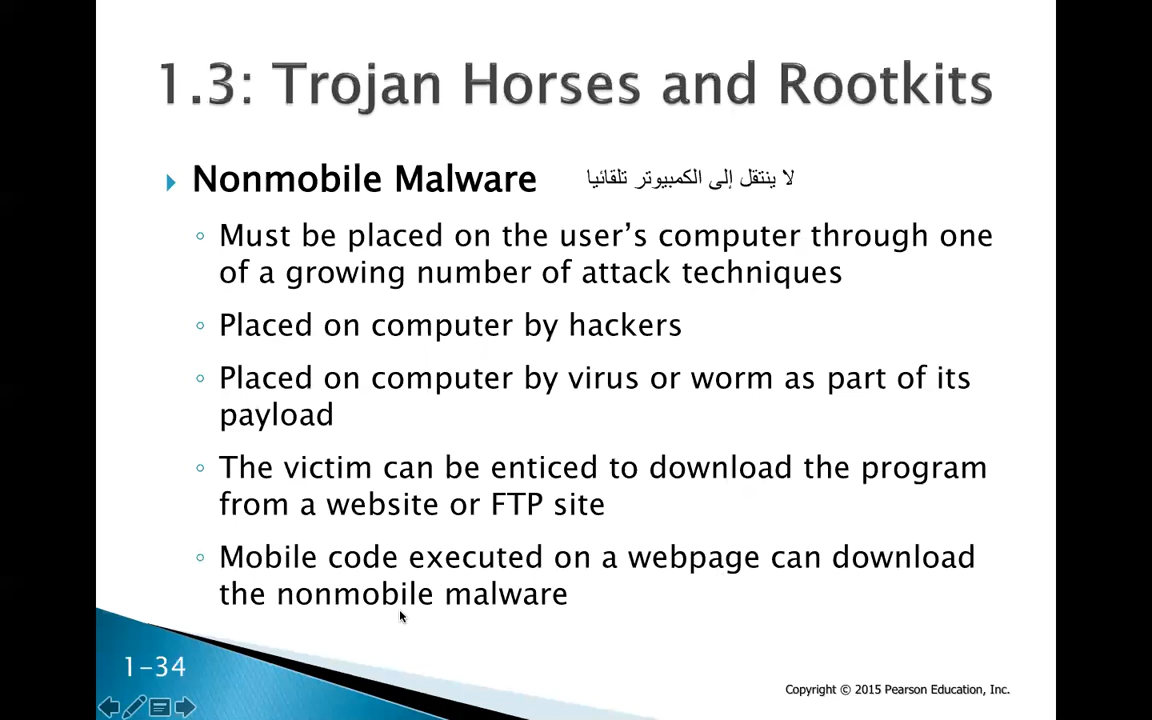 1.3: Trojan Horses and Rootkits
Nonmobile Malware لا ينتقل إلى الكمبيوتر تلقائيا
Must be placed on the user’s computer through one
of a growing number of attack techniques
Placed on computer by hackers
Placed on computer by virus or worm as part of its
payload
The victim can be enticed to download the program
from a website or FTP site
Mobile code executed on a webpage can download
the nonmobile malware
1-34
Copyright © 2015 Pearson Education, Inc.